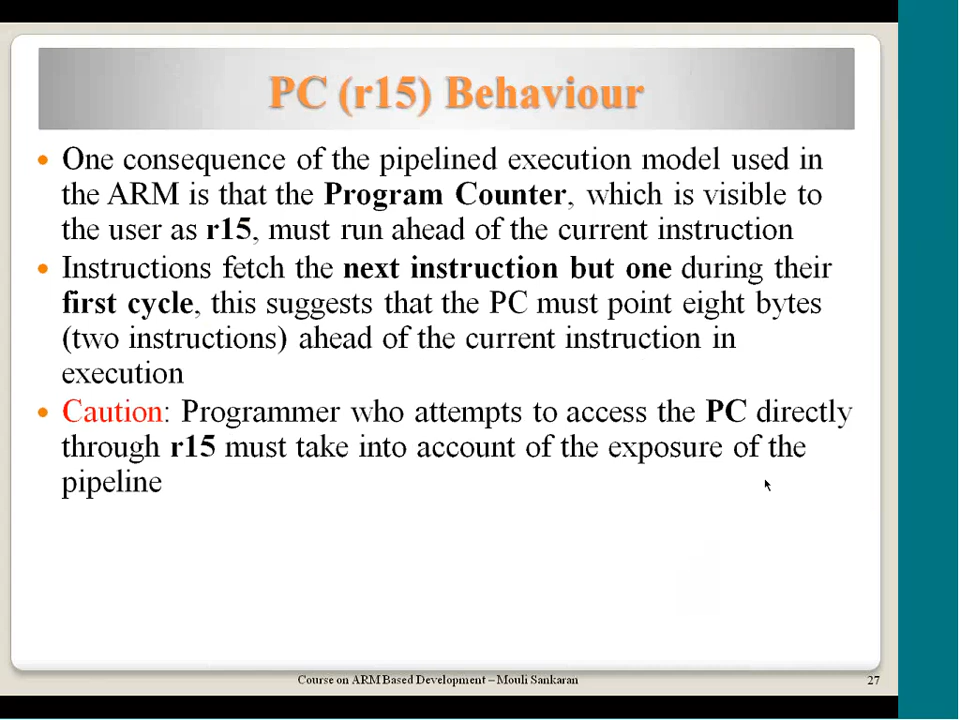 PC (r15) Behaviour
• One consequence of the pipelined execution model used in
the ARM is that the Program Counter, which is visible to
the user as r15, must run ahead of the current instruction
• Instructions fetch the next instruction but one during their
first cycle, this suggests that the PC must point eight bytes
(two instructions) ahead of the current instruction in
execution
• Caution: Programmer who attempts to access the PC directly
through r15 must take into account of the exposure of the
pipeline
Course on ARM Based Development – Mouli Sankaran
27